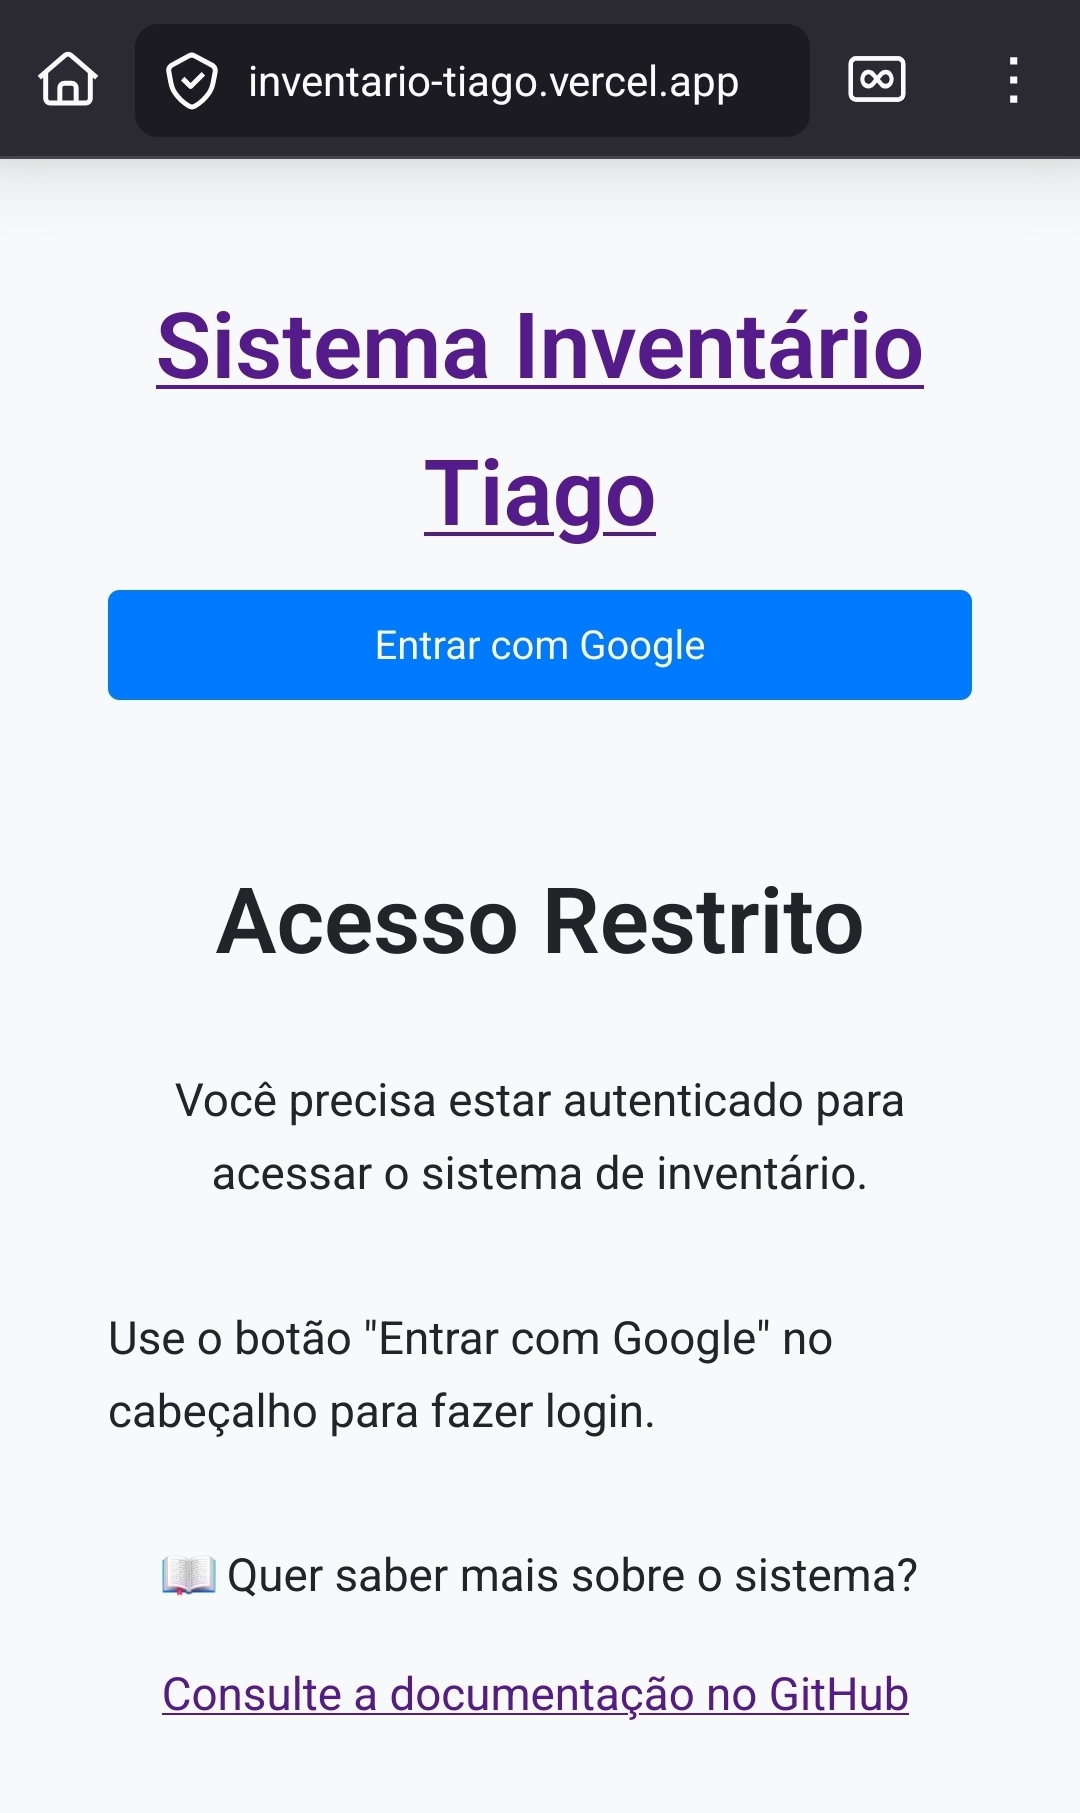 inventario-tiago.vercel.app
Sistema Inventário
Tiago
Entrar com Google
Acesso Restrito
Você precisa estar autenticado para
acessar o sistema de inventário.
Use o botão "Entrar com Google" no
cabeçalho para fazer login.
📖 Quer saber mais sobre o sistema?
Consulte a documentação no GitHub